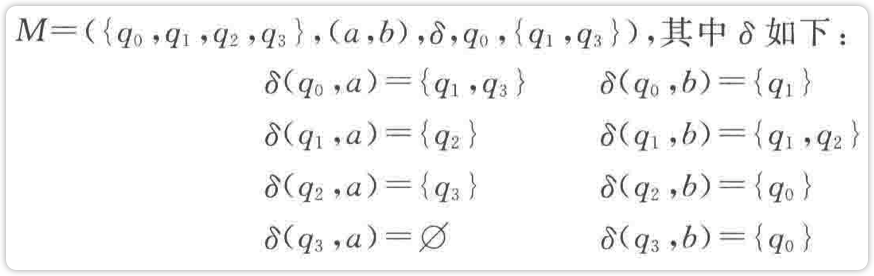 M=({q₀,q₁,q₂,q₃},(a,b),δ,q₀,{q₁,q₃}),其中 δ 如下:
δ(q₀,a)={q₁,q₃} δ(q₀,b)={q₁}
δ(q₁,a)={q₂} δ(q₁,b)={q₁,q₂}
δ(q₂,a)={q₃} δ(q₂,b)={q₀}
δ(q₃,a)=∅ δ(q₃,b)={q₀}